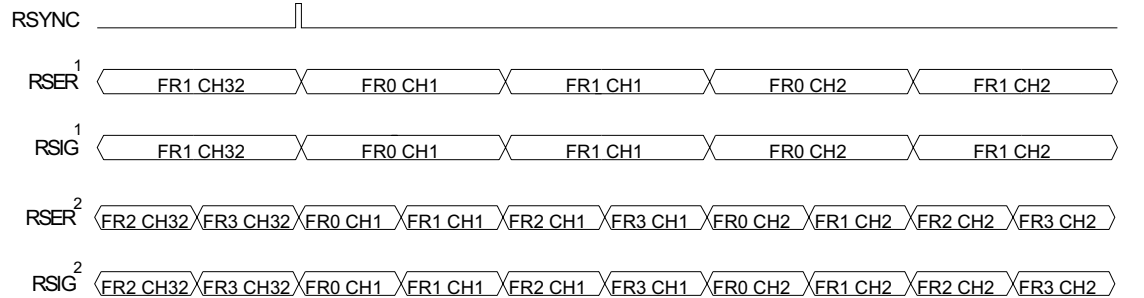 RSYNC
RSER1 FR1 CH32 FR0 CH1 FR1 CH1 FR0 CH2 FR1 CH2
RSIG1 FR1 CH32 FR0 CH1 FR1 CH1 FR0 CH2 FR1 CH2
RSER2 FR2 CH32 FR3 CH32 FR0 CH1 FR1 CH1 FR2 CH1 FR3 CH1 FR0 CH2 FR1 CH2 FR2 CH2 FR3 CH2
RSIG2 FR2 CH32 FR3 CH32 FR0 CH1 FR1 CH1 FR2 CH1 FR3 CH1 FR0 CH2 FR1 CH2 FR2 CH2 FR3 CH2